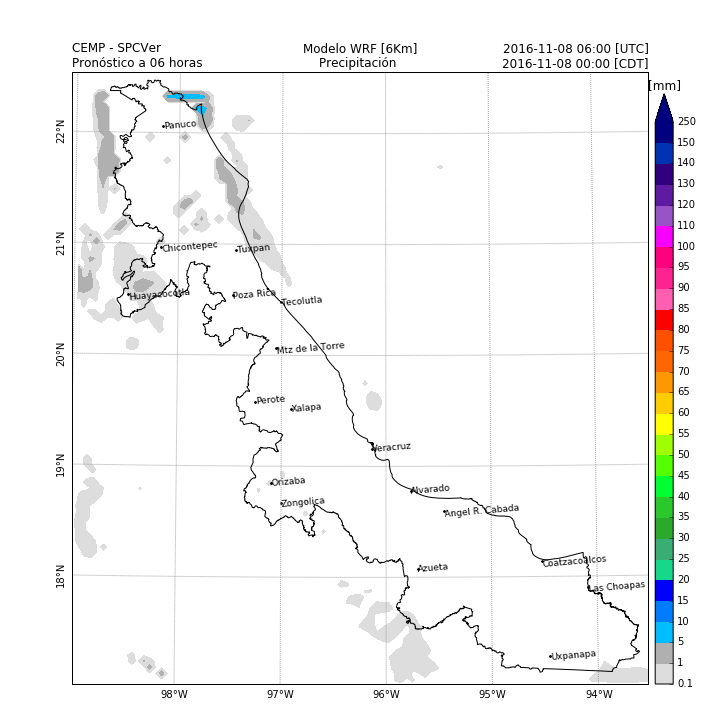 CEMP - SPCVer Modelo WRF [6Km] 2016-11-08 06:00 [UTC]
Pronóstico a 06 horas Precipitación 2016-11-08 00:00 [CDT]
[mm]
250
150
140
130
120
110
100
95
90
85
80
75
70
65
60
55
50
45
40
35
30
25
20
15
10
5
1
0.1
22°N
21°N
20°N
19°N
18°N
Panuco
Chicontepec
Tuxpan
Huayacocotla
Poza Rica
Tecolutla
Mtz de la Torre
Perote
Xalapa
Veracruz
Orizaba
Alvarado
Zongolica
Angel R. Cabada
Azueta
Coatzacoalcos
Las Choapas
Uxpanapa
98°W 97°W 96°W 95°W 94°W